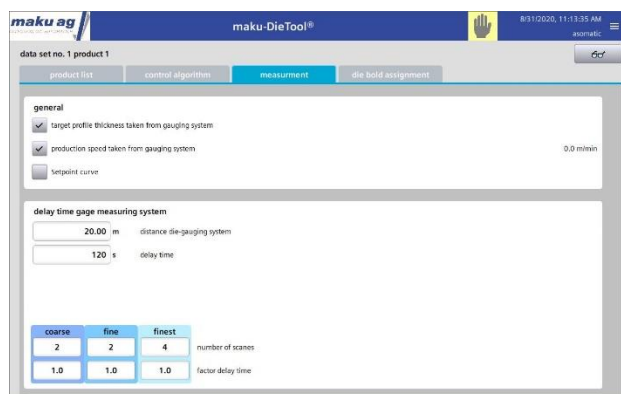 maku ag
maku-DieTool®
8/31/2020, 11:13:35 AM
asometic
data set no. 1 product 1
product list control algorithm measurment die bold assignment
general
target profile thickness taken from gauging system
production speed taken from gauging system 0.0 m/min
Setpoint curve
delay time gage measuring system
20.00 m distance die-gauging system
120 s delay time
coarse fine finest
2 2 4 number of scanes
1.0 1.0 1.0 factor delay time